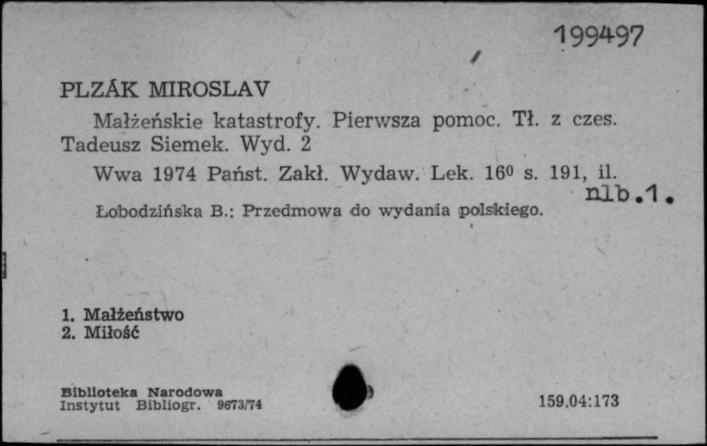 199497
PLZÁK MIROSLAV
Małżeńskie katastrofy. Pierwsza pomoc. Tł. z czes.
Tadeusz Siemek. Wyd. 2
Wwa 1974 Państ. Zakł. Wydaw. Lek. 16⁰ s. 191, il.
nlb.1.
Łobodzińska B.: Przedmowa do wydania polskiego.
1. Małżeństwo
2. Miłość
Biblioteka Narodowa
Instytut Bibliogr. 9673/74
159.04:173